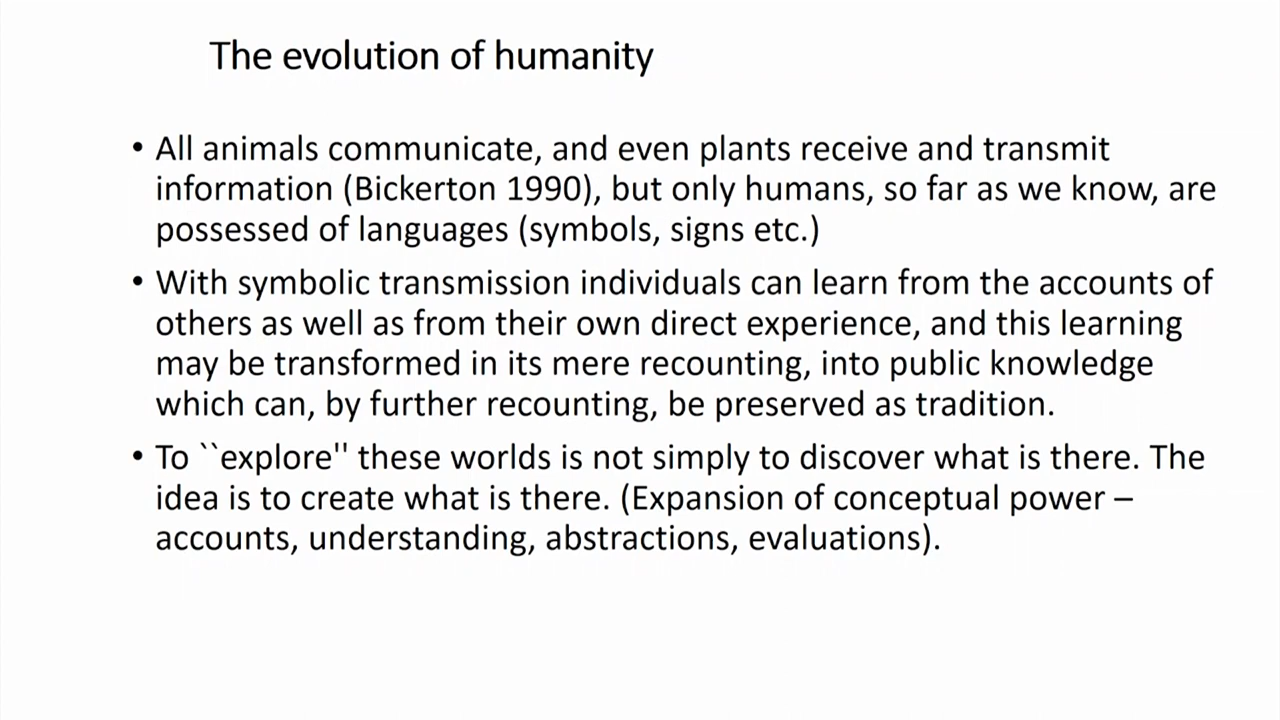 The evolution of humanity
• All animals communicate, and even plants receive and transmit
information (Bickerton 1990), but only humans, so far as we know, are
possessed of languages (symbols, signs etc.)
• With symbolic transmission individuals can learn from the accounts of
others as well as from their own direct experience, and this learning
may be transformed in its mere recounting, into public knowledge
which can, by further recounting, be preserved as tradition.
• To ``explore'' these worlds is not simply to discover what is there. The
idea is to create what is there. (Expansion of conceptual power –
accounts, understanding, abstractions, evaluations).